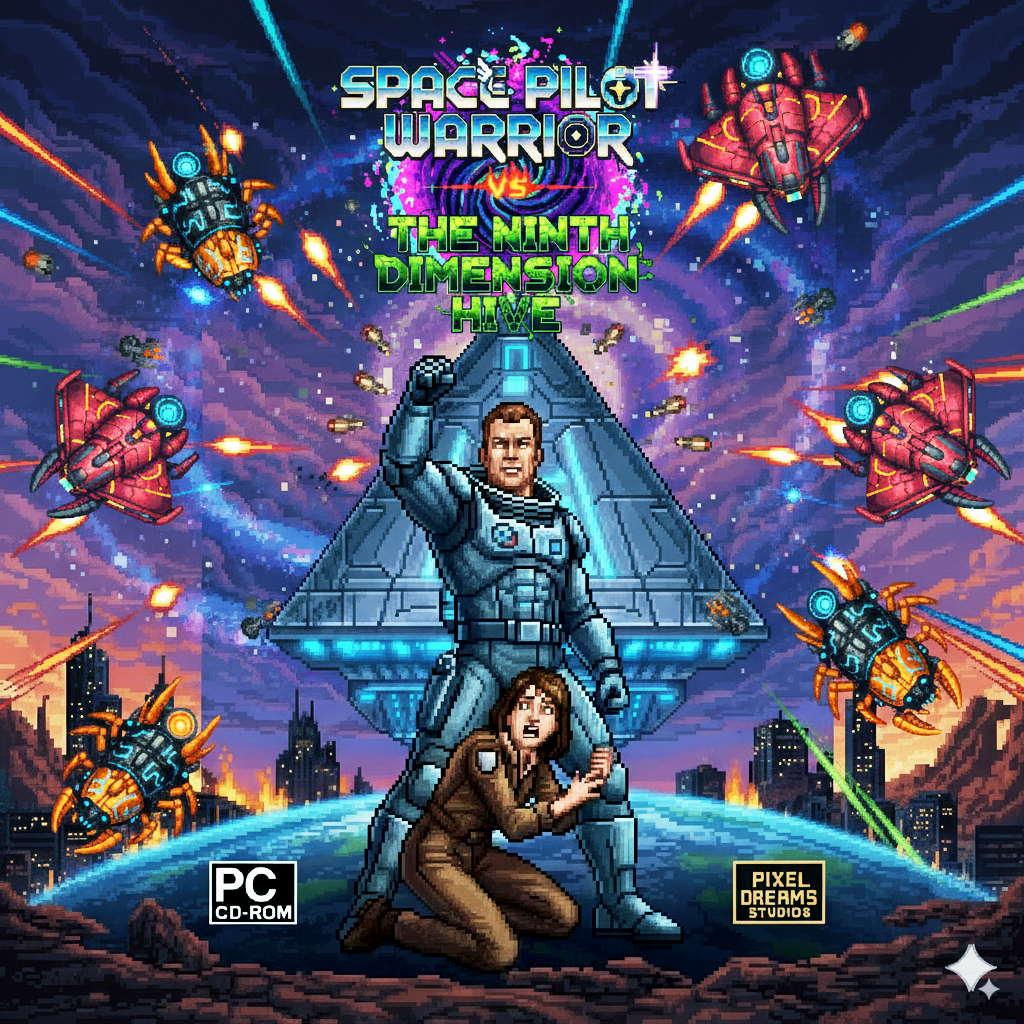 SPACE PILOT
WARRIOR
VS
THE NINTH
DIMENSION
HIVE
PC
CD-ROM
PIXEL
DREAMS
STUDIOS